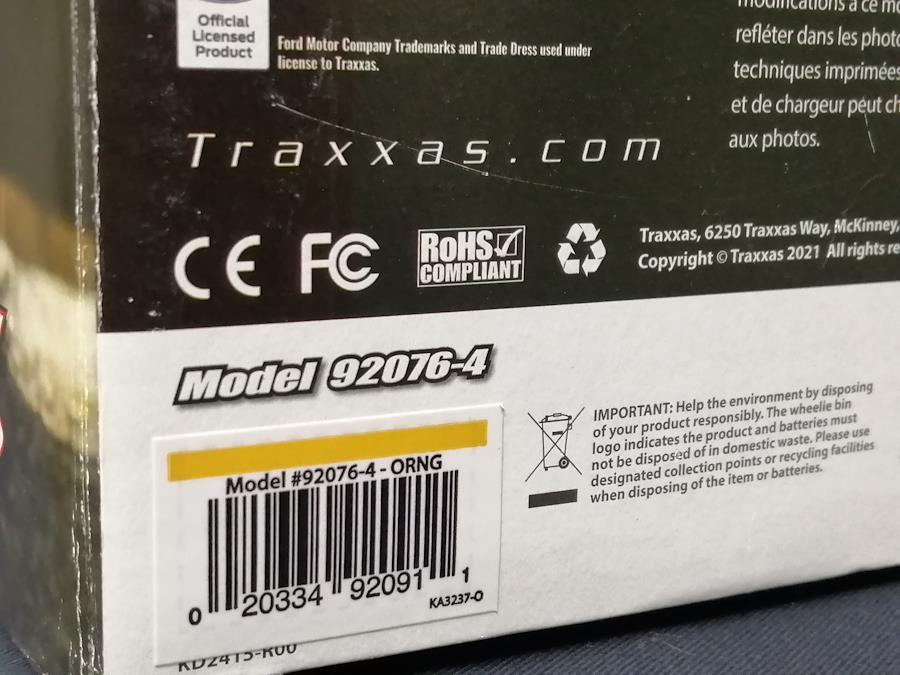 Official
Licensed
Product
Ford Motor Company Trademarks and Trade Dress used under
license to Traxxas.
modifications à ce mo
refléter dans les photo
techniques imprimées
et de chargeur peut ch
aux photos.
Traxxas.com
CE FC
RoHS
COMPLIANT
Traxxas, 6250 Traxxas Way, McKinney,
Copyright © Traxxas 2021 All rights re
Model 92076-4
IMPORTANT: Help the environment by disposing
of your product responsibly. The wheelie bin
logo indicates the product and batteries must
not be disposed of in domestic waste. Please use
designated collection points or recycling facilities
when disposing of the item or batteries.
Model #92076-4 - ORNG
0 20334 92091 1
KA3237-O
KD2415-R00